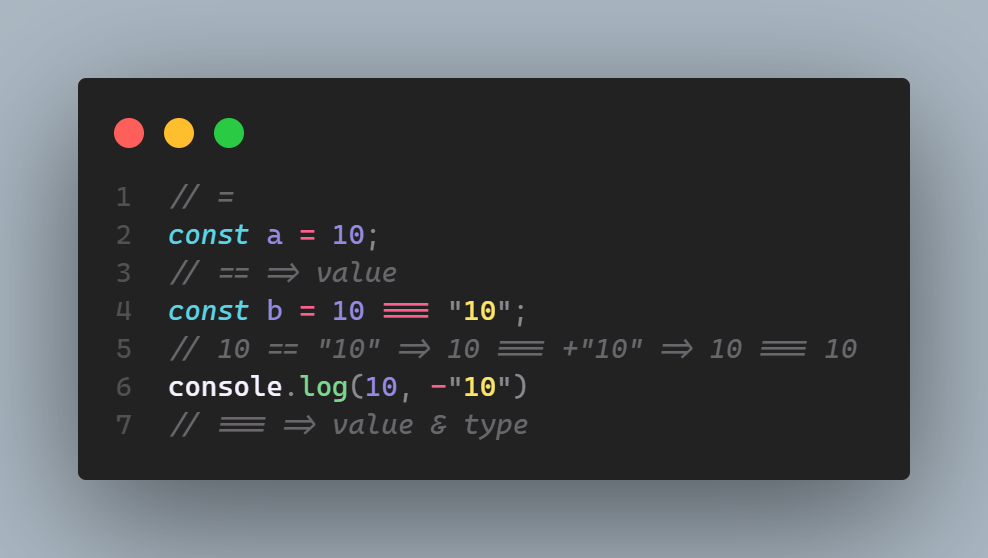 1 // =
2 const a = 10;
3 // == => value
4 const b = 10 === "10";
5 // 10 == "10" => 10 === +"10" => 10 === 10
6 console.log(10, -"10")
7 // === => value & type